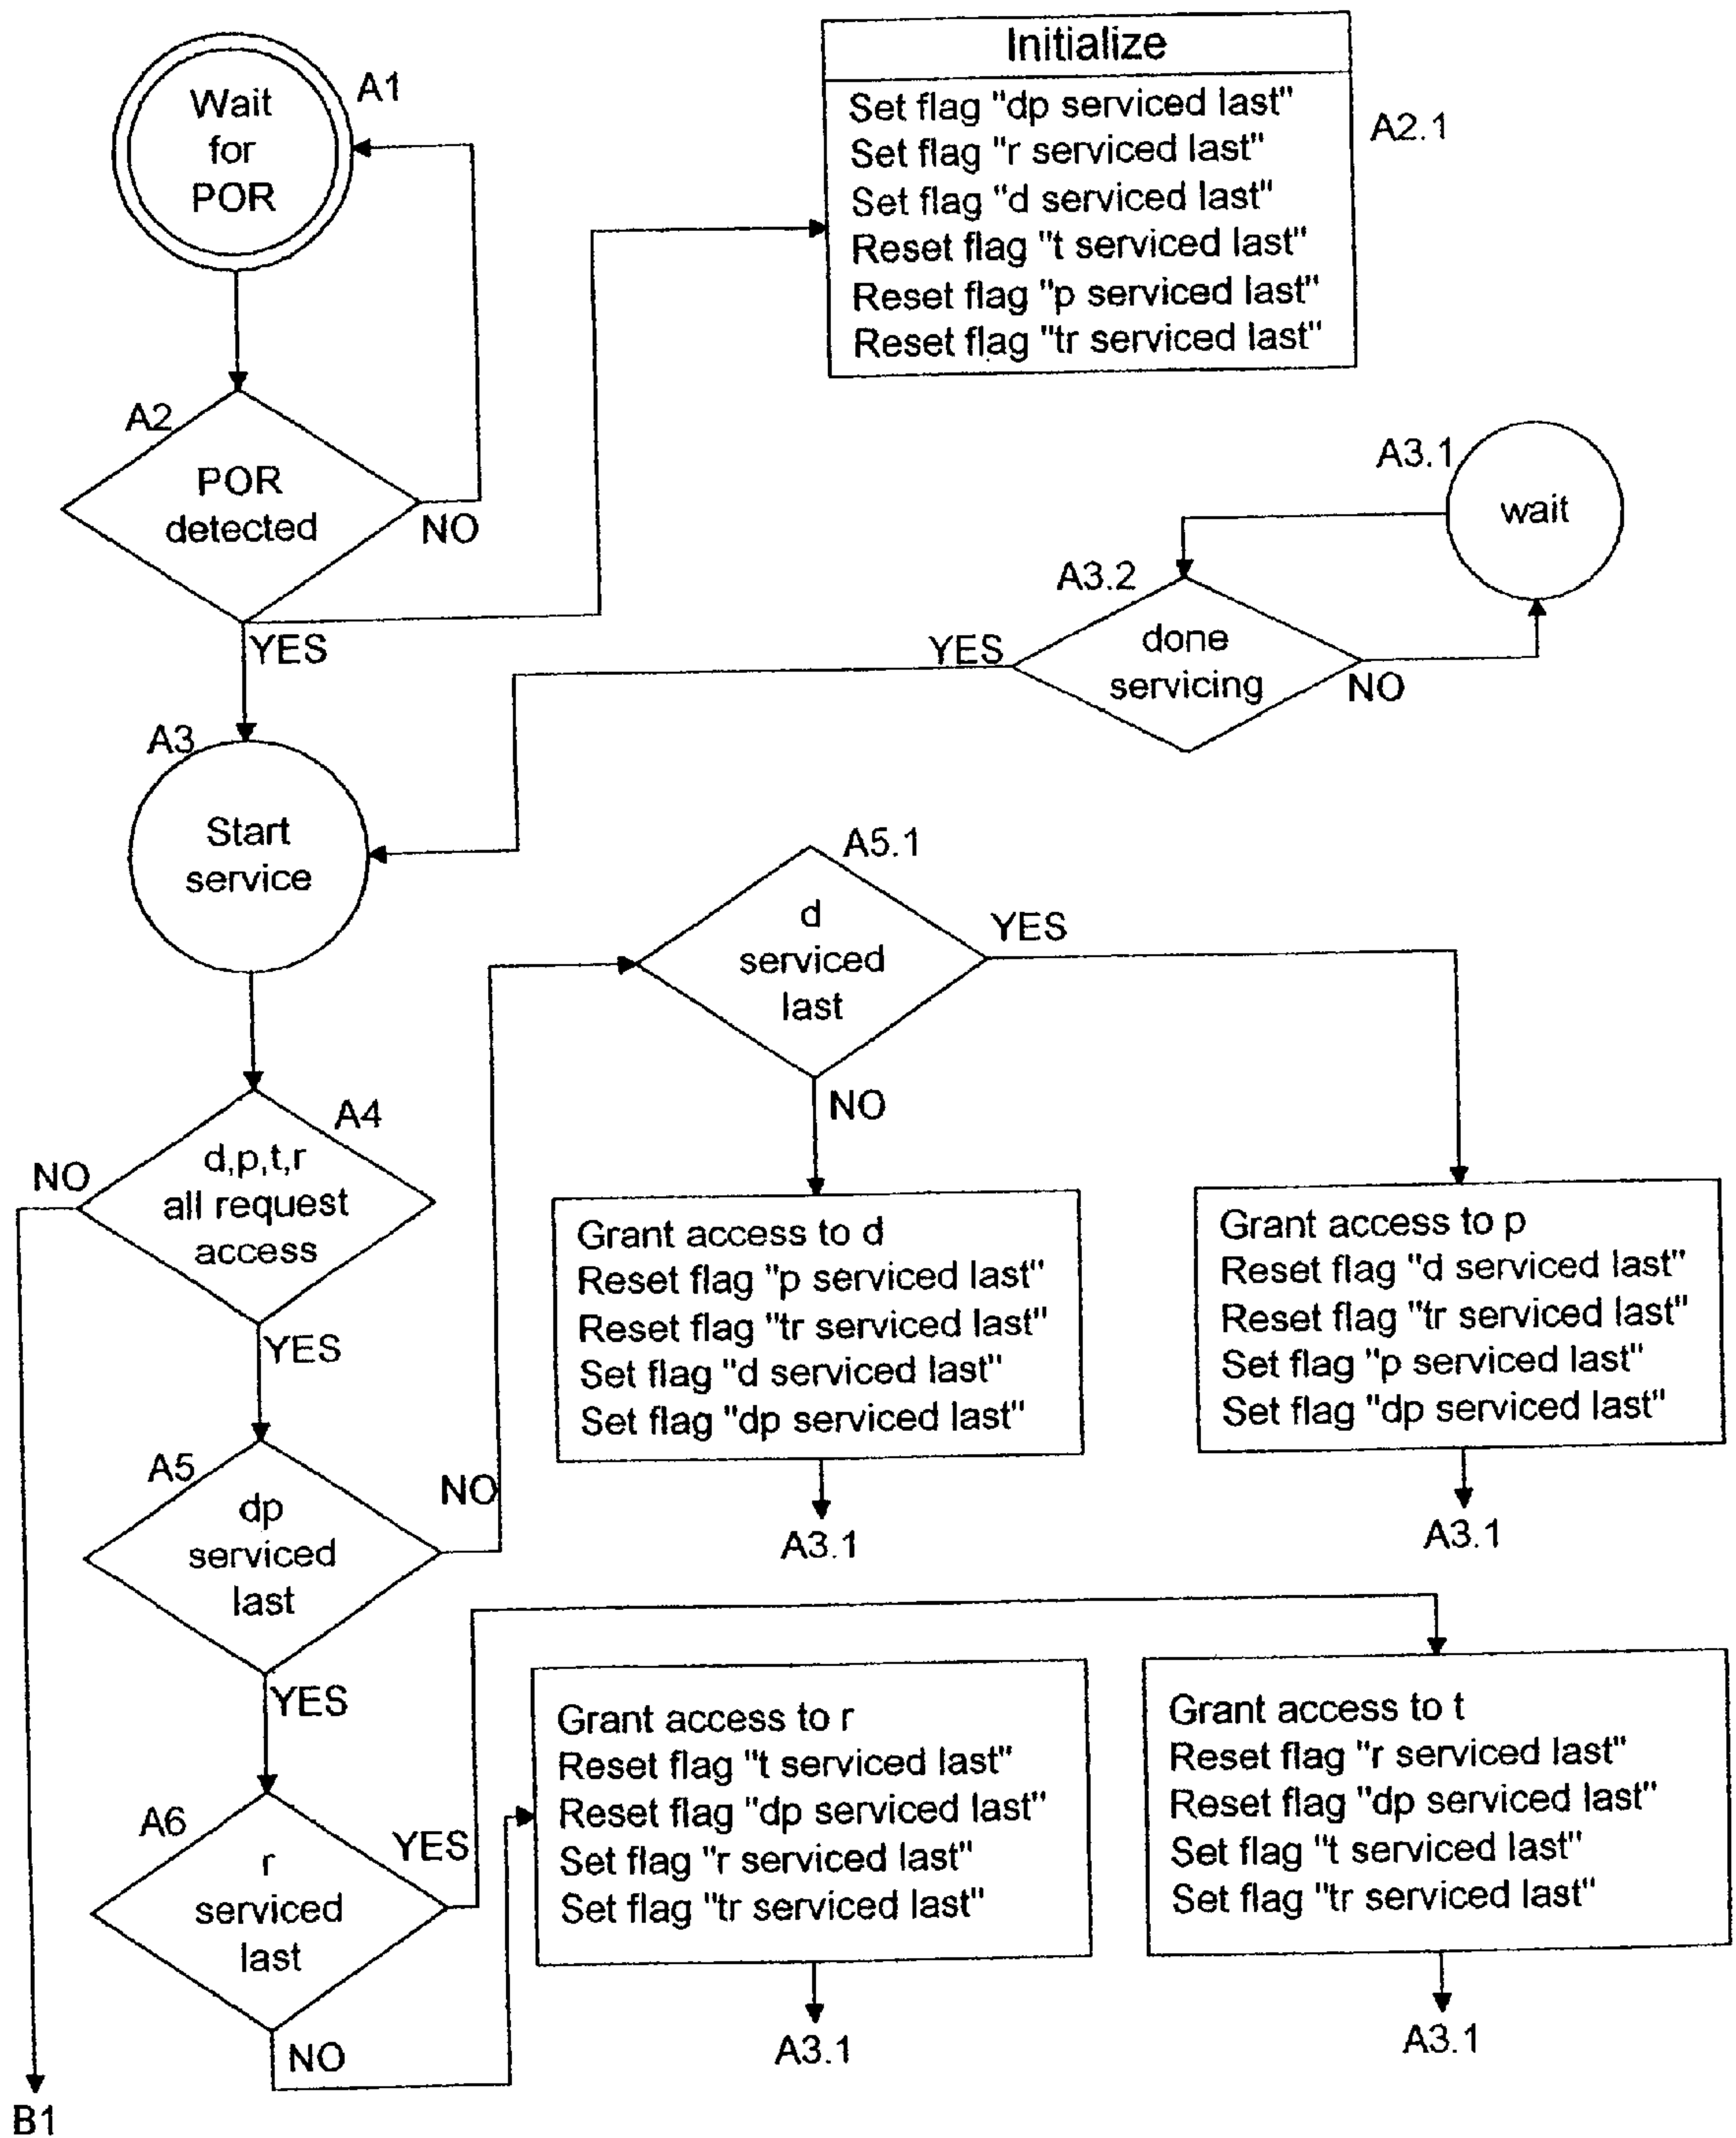 Wait
for
POR
A1
Initialize
Set flag "dp serviced last"
Set flag "r serviced last"
Set flag "d serviced last"
Reset flag "t serviced last"
Reset flag "p serviced last"
Reset flag "tr serviced last"
A2.1
A2
POR
detected
NO
YES
A3.1
wait
A3.2
done
servicing
YES
NO
A3
Start
service
A5.1
d
serviced
last
YES
NO
A4
d,p,t,r
all request
access
NO
YES
Grant access to d
Reset flag "p serviced last"
Reset flag "tr serviced last"
Set flag "d serviced last"
Set flag "dp serviced last"
A3.1
Grant access to p
Reset flag "d serviced last"
Reset flag "tr serviced last"
Set flag "p serviced last"
Set flag "dp serviced last"
A3.1
A5
dp
serviced
last
NO
YES
A6
r
serviced
last
YES
NO
Grant access to r
Reset flag "t serviced last"
Reset flag "dp serviced last"
Set flag "r serviced last"
Set flag "tr serviced last"
A3.1
Grant access to t
Reset flag "r serviced last"
Reset flag "dp serviced last"
Set flag "t serviced last"
Set flag "tr serviced last"
A3.1
B1